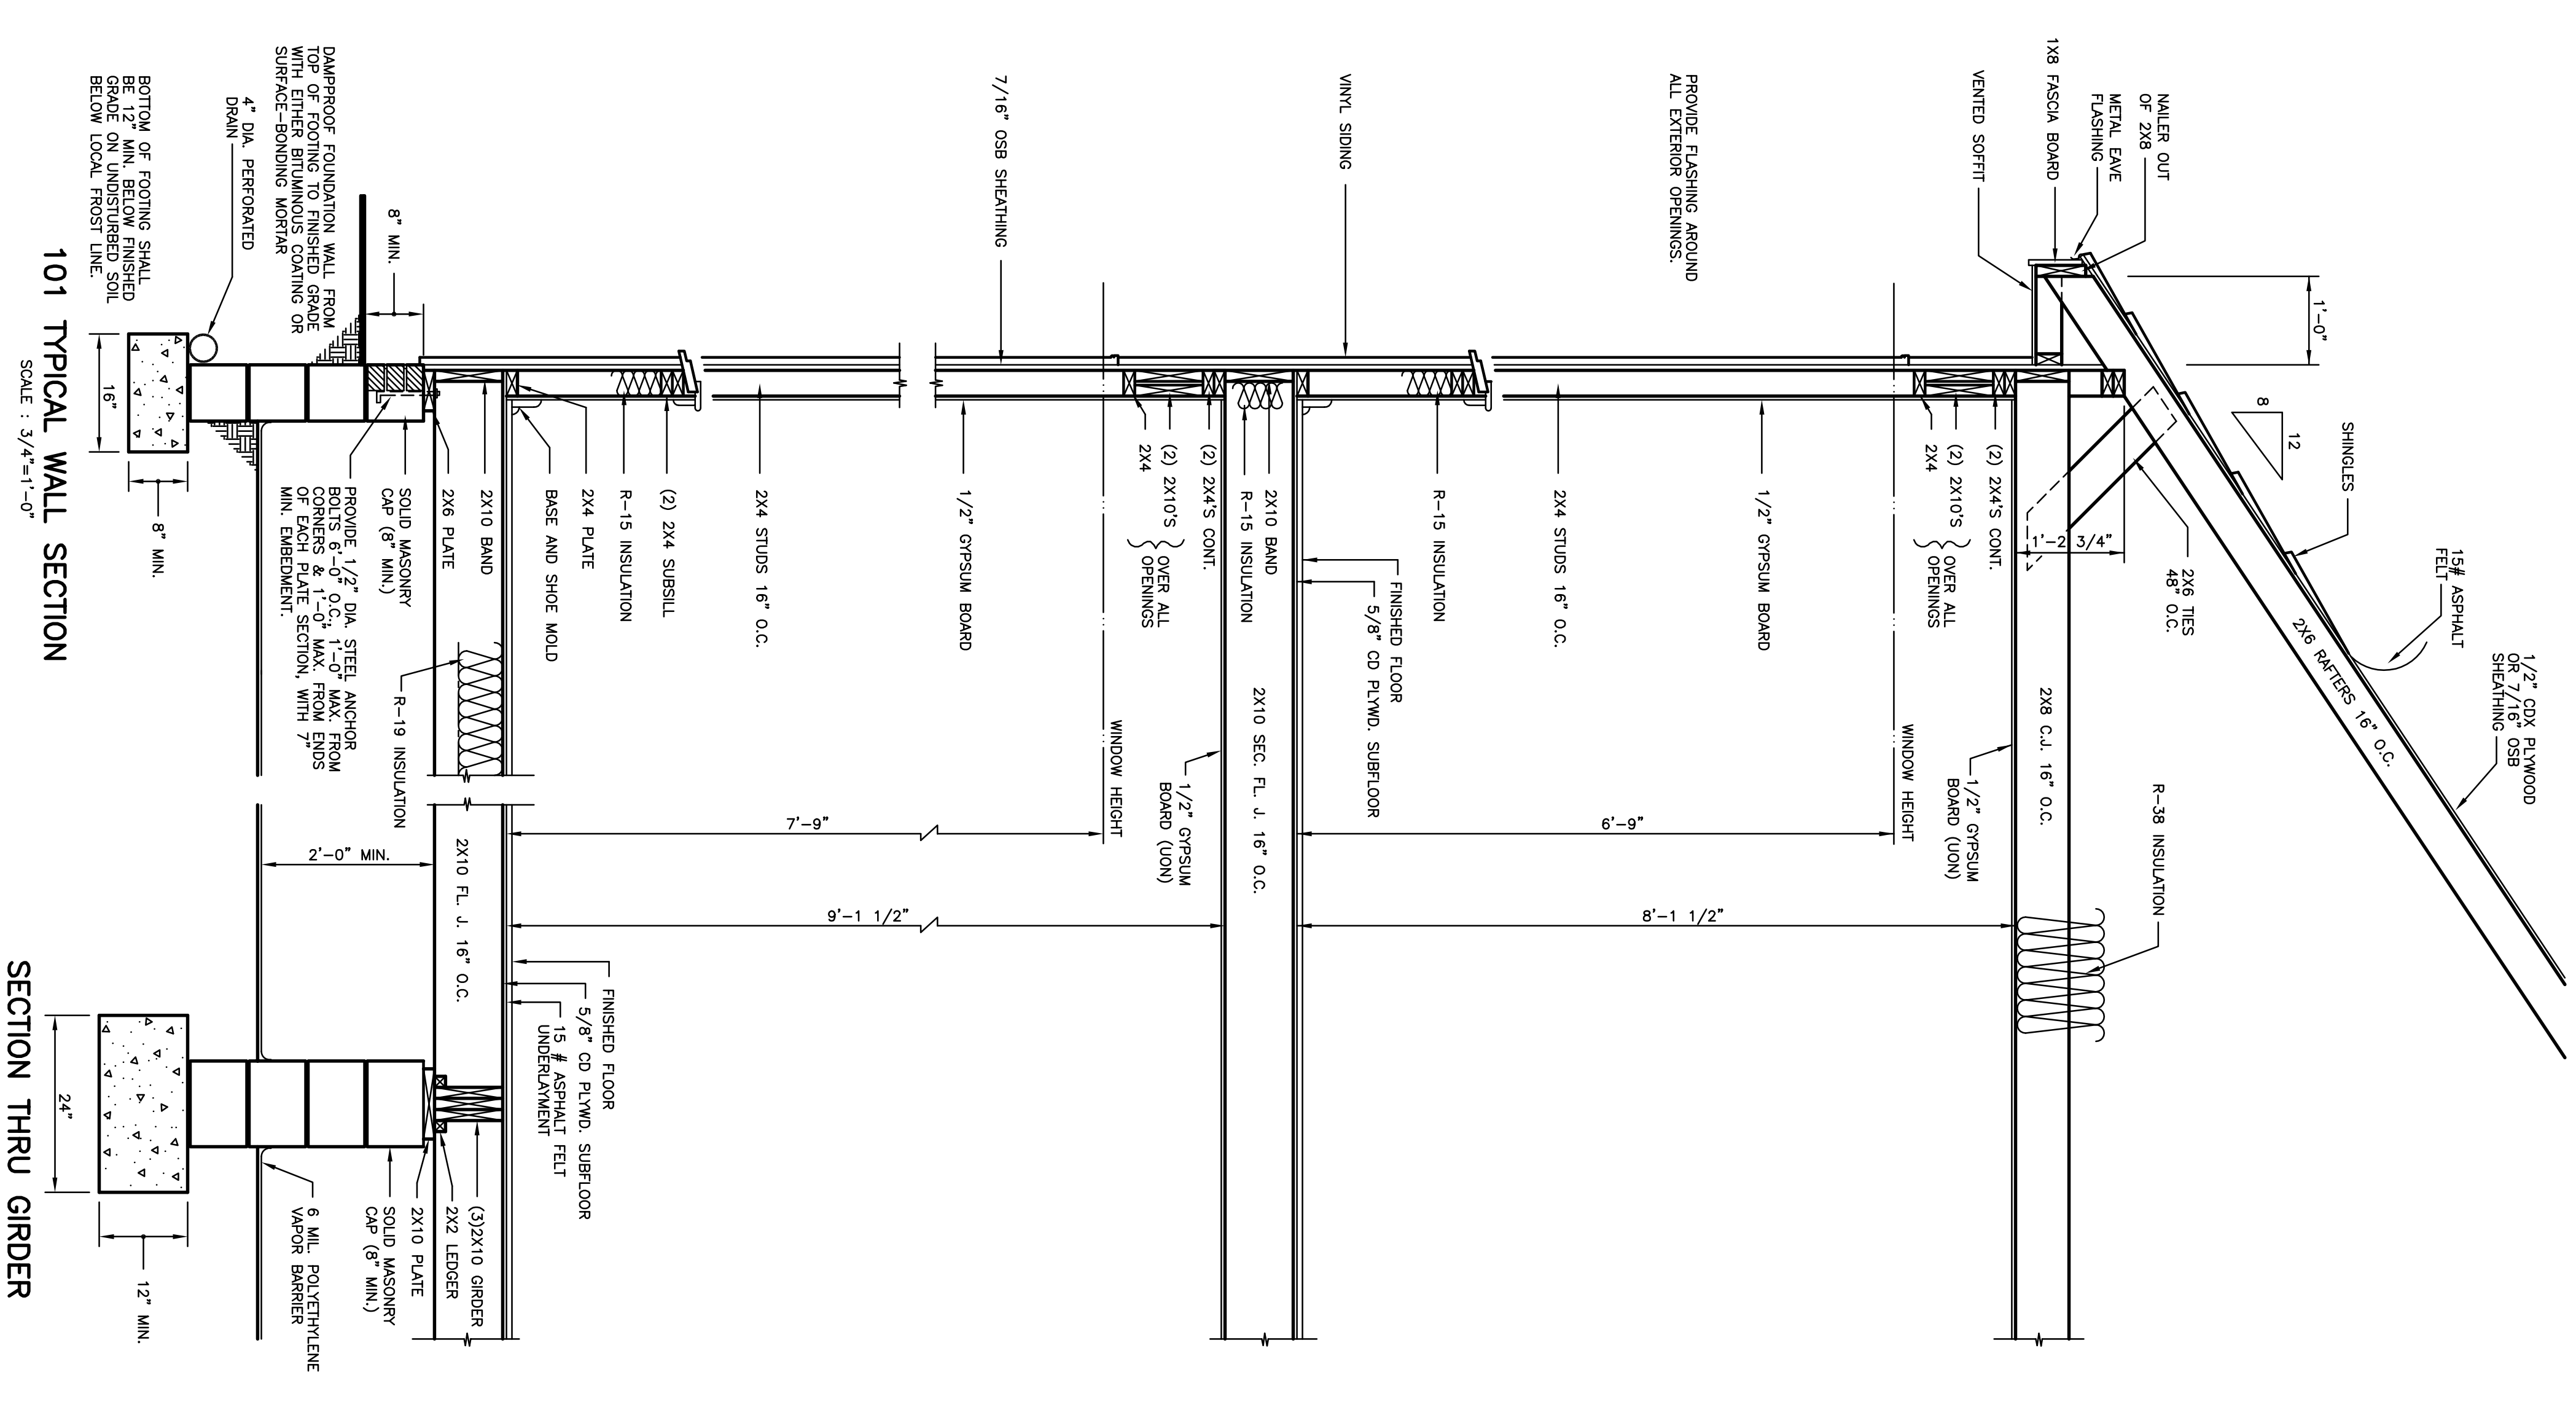 1/2" CDX PLYWOOD
OR 7/16" OSB
SHEATHING
15# ASPHALT
FELT
SHINGLES
12
8
2X6 RAFTERS 16" O.C.
1'-0"
NAILER OUT
OF 2X8
METAL EAVE
FLASHING
1X8 FASCIA BOARD
VENTED SOFFIT
2X6 TIES
48" O.C.
1'-2 3/4"
R-38 INSULATION
2X8 C.J. 16" O.C.
(2) 2X4'S CONT.
(2) 2X10'S
2X4
OVER ALL
OPENINGS
1/2" GYPSUM
BOARD (UON)
WINDOW HEIGHT
PROVIDE FLASHING AROUND
ALL EXTERIOR OPENINGS.
1/2" GYPSUM BOARD
6'-9"
8'-1 1/2"
2X4 STUDS 16" O.C.
R-15 INSULATION
VINYL SIDING
FINISHED FLOOR
5/8" CD PLYWD. SUBFLOOR
2X10 BAND
R-15 INSULATION
2X10 SEC. FL. J. 16" O.C.
(2) 2X4'S CONT.
(2) 2X10'S
2X4
OVER ALL
OPENINGS
1/2" GYPSUM
BOARD (UON)
WINDOW HEIGHT
7/16" OSB SHEATHING
1/2" GYPSUM BOARD
7'-9"
9'-1 1/2"
2X4 STUDS 16" O.C.
(2) 2X4 SUBSILL
R-15 INSULATION
2X4 PLATE
BASE AND SHOE MOLD
FINISHED FLOOR
5/8" CD PLYWD. SUBFLOOR
15 # ASPHALT FELT
UNDERLAYMENT
2X10 BAND
2X6 PLATE
2X10 FL. J. 16" O.C.
(3)2X10 GIRDER
2X2 LEDGER
2X10 PLATE
SOLID MASONRY
CAP (8" MIN.)
8" MIN.
SOLID MASONRY
CAP (8" MIN.)
R-19 INSULATION
2'-0" MIN.
PROVIDE 1/2" DIA. STEEL ANCHOR
BOLTS 6'-0" O.C., 1'-0" MAX. FROM
CORNERS & 1'-0" MAX. FROM ENDS
OF EACH PLATE SECTION, WITH 7"
MIN. EMBEDMENT.
DAMPPROOF FOUNDATION WALL FROM
TOP OF FOOTING TO FINISHED GRADE
WITH EITHER BITUMINOUS COATING OR
SURFACE-BONDING MORTAR
6 MIL. POLYETHYLENE
VAPOR BARRIER
4" DIA. PERFORATED
DRAIN
BOTTOM OF FOOTING SHALL
BE 12" MIN. BELOW FINISHED
GRADE ON UNDISTURBED SOIL
BELOW LOCAL FROST LINE.
8" MIN.
16"
12" MIN.
24"
101 TYPICAL WALL SECTION
SCALE : 3/4"=1'-0"
SECTION THRU GIRDER